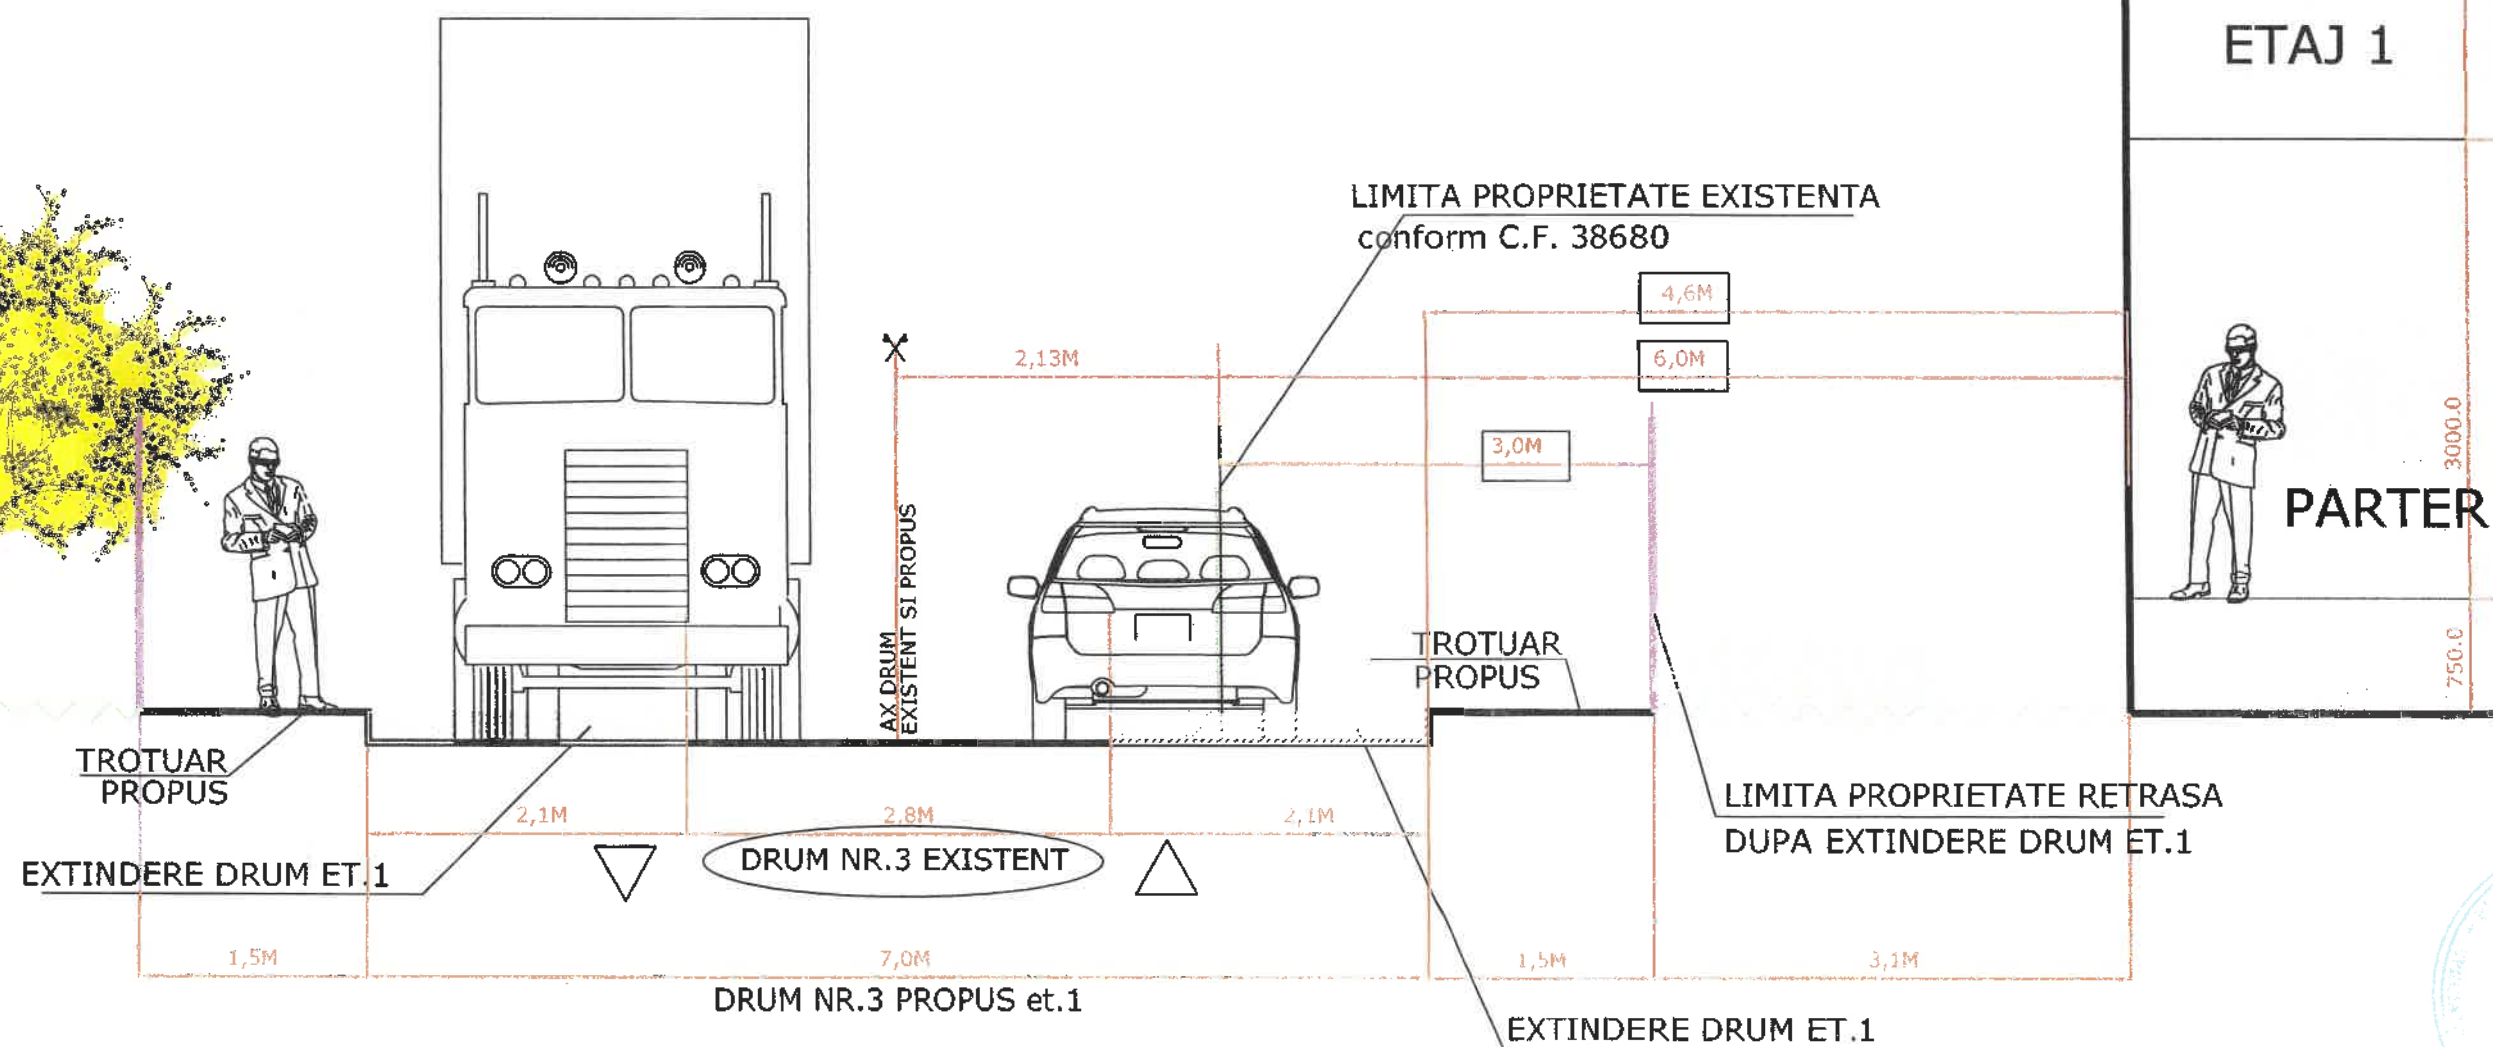 ETAJ 1
LIMITA PROPRIETATE EXISTENTA
conform C.F. 38680
4,6M
2,13M
6,0M
3,0M
3000.0
PARTER
AX DRUM
EXISTENT SI PROPUS
TROTUAR
PROPUS
750.0
TROTUAR
PROPUS
LIMITA PROPRIETATE RETRASA
DUPA EXTINDERE DRUM ET.1
2,1M
2,8M
2,1M
EXTINDERE DRUM ET.1
DRUM NR.3 EXISTENT
1,5M
7,0M
1,5M
3,1M
DRUM NR.3 PROPUS et.1
EXTINDERE DRUM ET.1